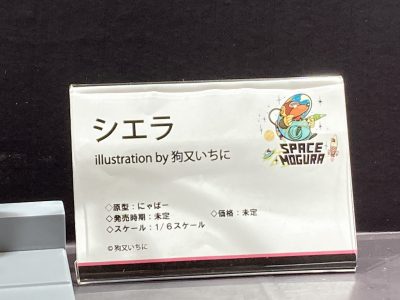 シエラ
illustration by 狗又いちに
SPACE
MOGURA
◇原型：にゃばー
◇発売時期：未定 ◇価格：未定
◇スケール：1/6スケール
©狗又いちに